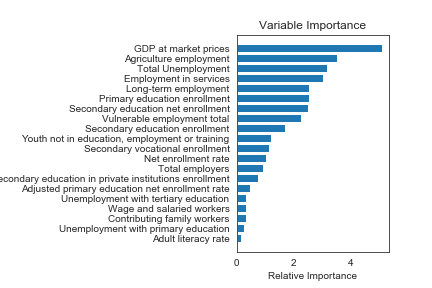 Variable Importance
GDP at market prices
Agriculture employment
Total Unemployment
Employment in services
Long-term employment
Primary education enrollment
Secondary education net enrollment
Vulnerable employment total
Secondary education enrollment
Youth not in education, employment or training
Secondary vocational enrollment
Net enrollment rate
Total employers
econdary education in private institutions enrollment
Adjusted primary education net enrollment rate
Unemployment with tertiary education
Wage and salaried workers
Contributing family workers
Unemployment with primary education
Adult literacy rate
0 2 4
Relative Importance